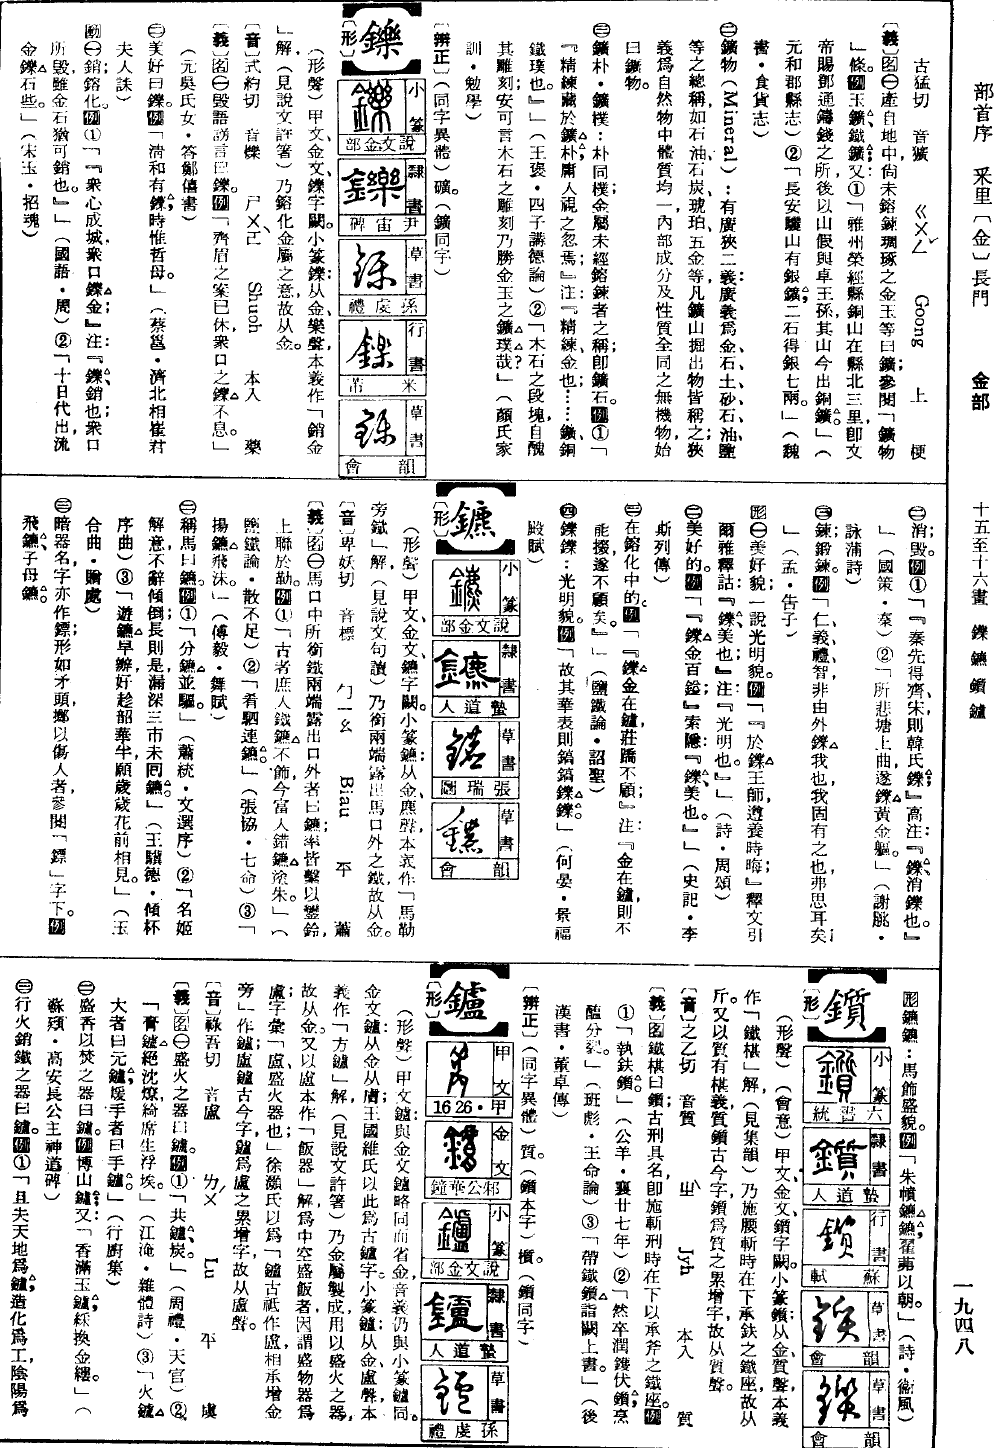 部首序　釆里〔金〕長門　　金部　　十五至十六畫　鑠鑣鑕鑪　　一九四八
古猛切　音獷　ㄍㄨㄥˇ　Goong　上　梗
〔義〕㊀產自地中，尚未鎔鍊琱琢之金玉等曰鑛；參閱「鑛物
」條。例玉鑛、鐵鑛；又：①「雅州榮經縣銅山在縣北三里，即文
帝賜鄧通鑄錢之所，後以山假與卓王孫，其山今出銅鑛。」（
元和郡縣志）②「長安驪山有銀鑛，二石得銀七兩」（魏
書・食貨志）
㊁鑛物（Mineral）：有廣狹二義：廣義爲金石、土砂、石油、鹽
等之總稱，如石油、石炭、琥珀、五金等，凡鑛山掘出物皆稱之；狹
義爲自然物中體質均一，內部成分及性質全同之無機物，始
曰鑛物。
㊂鑛朴・鑛樸：朴同樸，金屬未經鎔鍊者之稱，即鑛石。例①「
『精練藏於鑛朴，庸人視之忽焉；』注：『精練，金也；……鑛，銅
鐵璞也。』」（王褒・四子講德論）②「木石之段塊，自醜
其雕刻；安可言木石之雕刻，乃勝金玉之鑛璞哉？」（顏氏家
訓・勉學）
〔辨正〕（同字異體）礦。（鑛同字）
〔形〕鑠
小篆　說文金部
隸書　尹宙碑
草書　孫虔禮
行書　米芾
草書　韻會
（形聲）甲文、金文、鑠字闕。小篆鑠：从金，樂聲，本義作「銷金
」解（見說文許箸）乃鎔化金屬之意，故从金。
〔音〕式約切　音爍　ㄕㄨㄛˋ　Shuoh　本入　藥
〔義〕㊀毀語謗言曰鑠。例「齊眉之案已休，衆口之鑠不息。」
（元吳氏女・答鄭僖書）
㊁美好曰鑠。例「淸和有鑠，時惟哲母。」（蔡邕・濟北相崔君
夫人誄）
動㊀銷鎔化。例①「『衆心成城，衆口鑠金；』注：『鑠，銷也；衆口
所毀，雖金石猶可銷也。』」（國語・周）②「十日代出，流
金鑠石些。」（宋玉・招魂）
㊁消毀。例①「『秦先得齊、宋，則韓氏鑠；』高注：『鑠，消鑠也。』
」（國策・秦）②「所悲塘上曲，遂鑠黃金軀。」（謝朓・
詠蒲詩）
㊂鍊；鍛鍊。例「仁義禮智，非由外鑠我也，我固有之也，弗思耳矣
」（孟・告子）
形㊀美好貌；一說光明貌。例「『於鑠王師，遵養時晦；』釋文引
爾雅釋詁：『鑠，美也；』注：『光明也。』」（詩・周頌）
㊁美好的。例「『鑠金百鎰；』索隱：『鑠，美也。』」（史記・李
斯列傳）
㊂在鎔化中的。例「『鑠金在鑪，莊蹻不顧；』注：『金在鑪，則不
能掇，遂不顧矣。』」（鹽鐵論・詔聖）
㊃鑠鑠：光明貌。例「故其華表則鎬鎬鑠鑠。」（何晏・景福
殿賦）
〔形〕鑣
小篆　說文金部
隸書　蟄道人
草書　張瑞圖
草書　韻會
（形聲）甲文、金文、鑣字闕。小篆鑣：从金，麃聲，本義作「馬勒
旁鐵」解（見說文句讀）乃銜兩端露出馬口外之鐵，故从金。
〔音〕卑妖切　音標　ㄅㄧㄠ　Biau　平　蕭
〔義〕㊀馬口中所銜鐵兩端露出口外者曰鑣，率皆繫以鑾鈴，
上聯於勒。例①「古者庶人鐵鑣不飾，今富人錯鑣塗朱。」（
鹽鐵論・散不足）②「肴駟連鑣。」（張協・七命）③「
揚鑣飛沫。」（傅毅・舞賦）
㊁稱馬曰鑣。例①「分鑣並驅。」（蕭統・文選序）②「名姬
解意不辭傾倒，長則是漏深三市未囘鑣。」（王驥德・傾杯
序曲）③「遊鑣早辦，好趁韶華半，願歲歲花前相見。」（玉
合曲・贈處）
㊂暗器名，字亦作鏢，形如矛頭，擲以傷人者；參閱「鏢」字下。例
飛鑣、子母鑣。
形鑣鑣：馬飾盛貌。例「朱幩鑣鑣，翟茀以朝。」（詩・衞風）
〔形〕鑕
小篆　六書統
隸書　蟄道人
行書　蘇軾
草書　韻會
草書　韻會
（形聲）（會意）甲文、金文、鑕字闕。小篆鑕：从金，質聲，本義
作「鐵椹」解，（見集韻）乃施腰斬時在下承鈇之鐵座，故从
斤。又以質有椹義，質鑕古今字，鑕爲質之累增字，故从質聲。
〔音〕之乙切　音質　ㄓˋ　Jyh　本入　質
〔義〕鐵椹曰鑕；古刑具名，卽施斬刑時在下以承斧之鐵座。例
①「執鈇鑕。」（公羊・襄廿七年）②「然卒潤鑊伏鑕，烹
醢分裂。」（班彪・王命論）③「帶鐵鑕詣闕上書。」（後
漢書・董卓傳）
〔辨正〕（同字異體）質。（鑕本字）櫍。（鑕同字）
〔形〕鑪
甲文　甲・1626
金文　邾公華鐘
小篆　說文金部
隸書　蟄道人
草書　孫虔禮
（形聲）甲文鑪：與金文鑪略同而省金，音義仍與小篆鑪同。
金文鑪：从金从膚，王國維氏以此爲古鑪字。小篆鑪：从金，盧聲，本
義作「方鑪」解（見說文許箸）乃金屬製成，用以盛火之器，
故从金。又以盧本作「飯器」解，爲中空盛飯者，因謂盛物器爲
盧；字彙「盧，盛火器也；」徐灝氏以爲「鑪古祇作盧，相承增金
旁」作鑪；盧鑪古今字，鑪爲盧之累增字，故从盧聲。
〔音〕祿吾切　音盧　ㄌㄨˊ　Lu　平　虞
〔義〕㊀盛火之器曰鑪。例①「共鑪炭。」（周禮・天官）②
「膏鑪絕沈燎，綺席生浮埃。」（江淹・雜體詩）③「火鑪
大者曰元鑪，煖手者曰手鑪。」（行廚集）
㊁盛香以焚之器曰鑪。例博山鑪；又：「香滿玉鑪，綵換金縷。」（
蘇頲・高安長公主神道碑）
㊂行火銷鐵之器曰鑪。例①「且夫天地爲鑪，造化爲工，陰陽爲